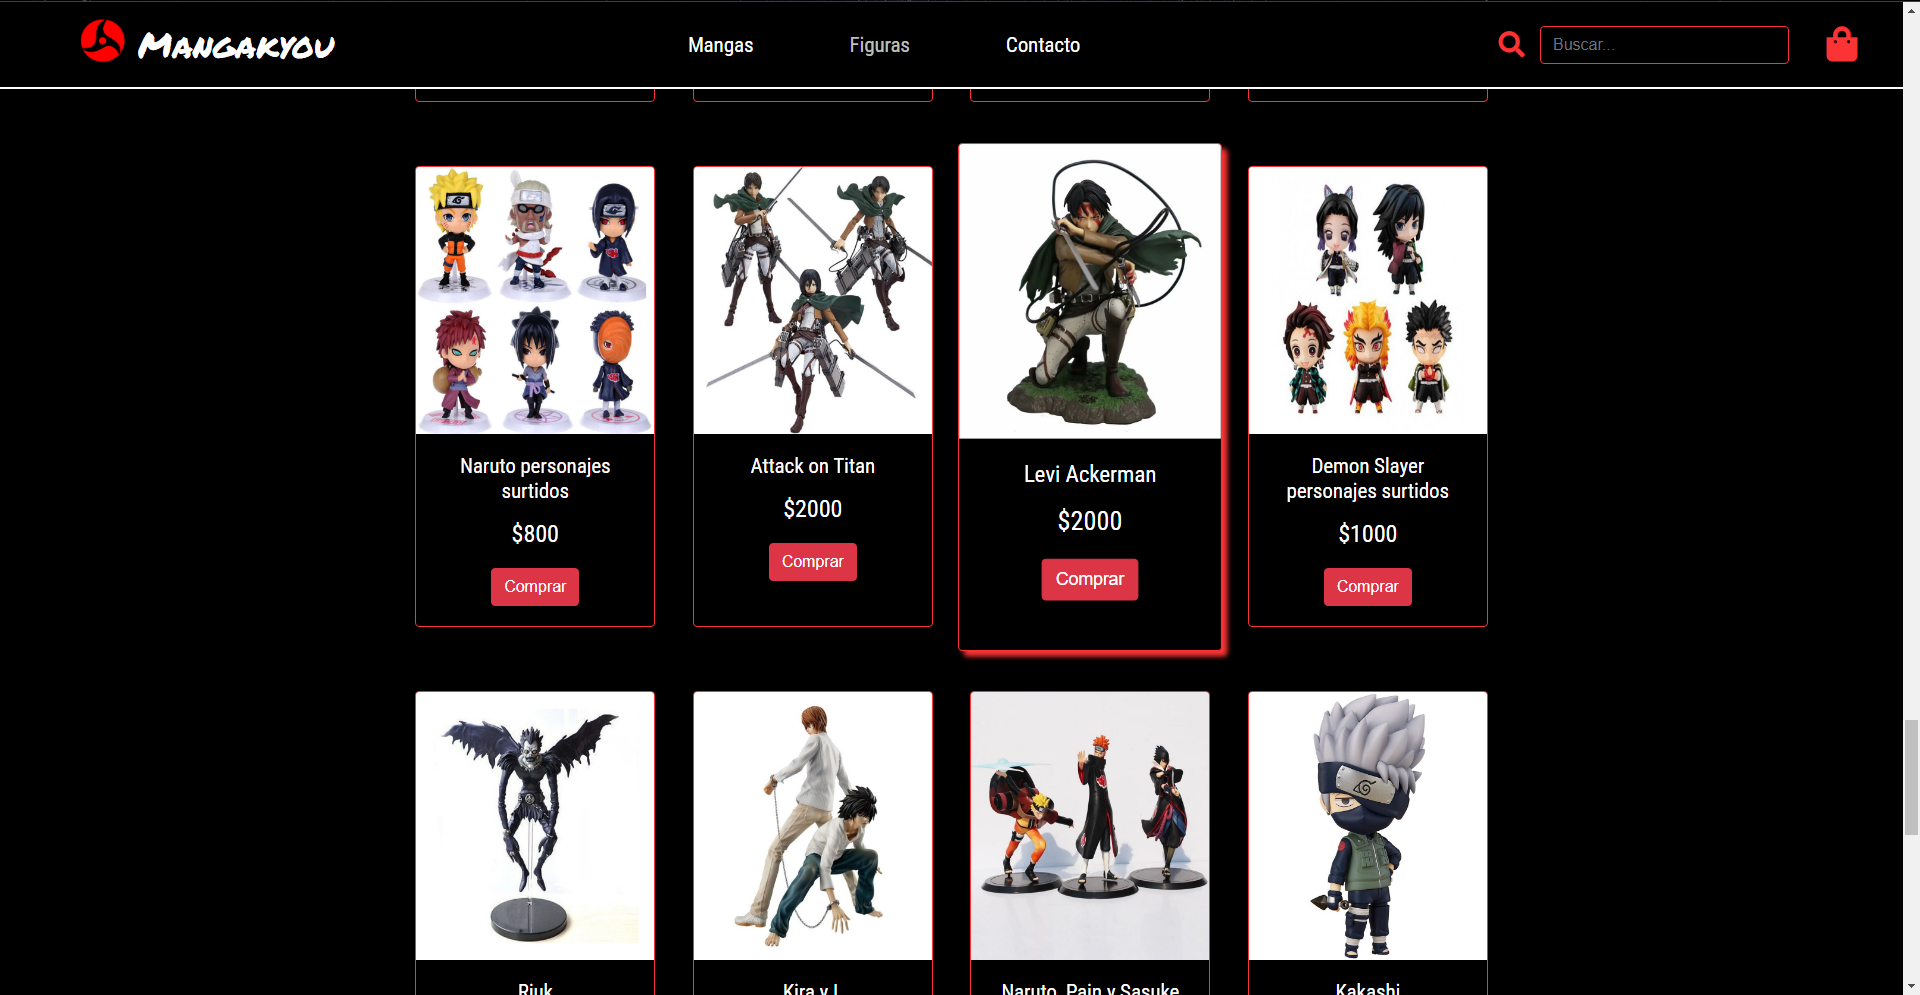 Mangakyou
Mangas
Figuras
Contacto
Buscar...
Naruto personajes
surtidos
$800
Comprar
Attack on Titan
$2000
Comprar
Levi Ackerman
$2000
Comprar
Demon Slayer
personajes surtidos
$1000
Comprar
Riuk
Kira y L
Naruto, Pain y Sasuke
Kakashi